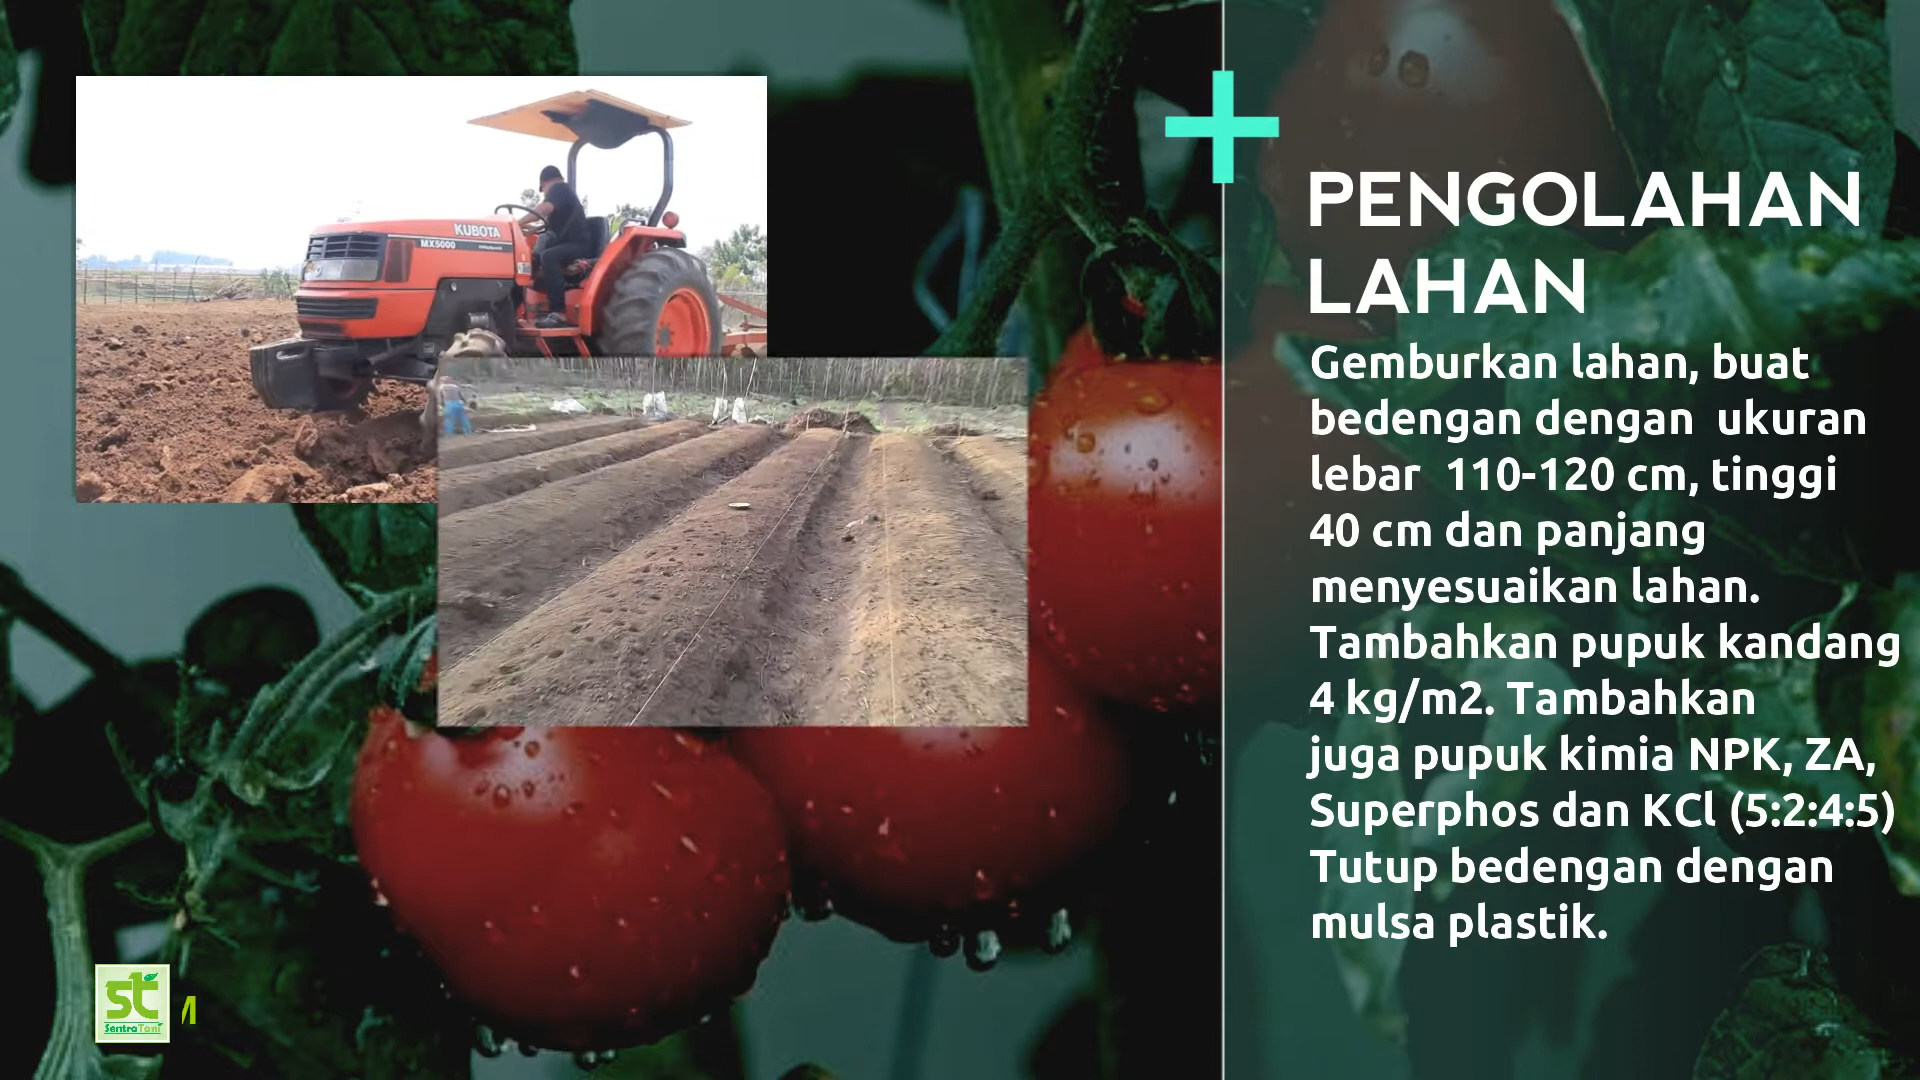 KUBOTA
MX5000
PENGOLAHAN
LAHAN
Gemburkan lahan, buat
bedengan dengan  ukuran
lebar  110-120 cm, tinggi
40 cm dan panjang
menyesuaikan lahan.
Tambahkan pupuk kandang
4 kg/m2. Tambahkan
juga pupuk kimia NPK, ZA,
Superphos dan KCl (5:2:4:5)
Tutup bedengan dengan
mulsa plastik.
st
SentraTani
M